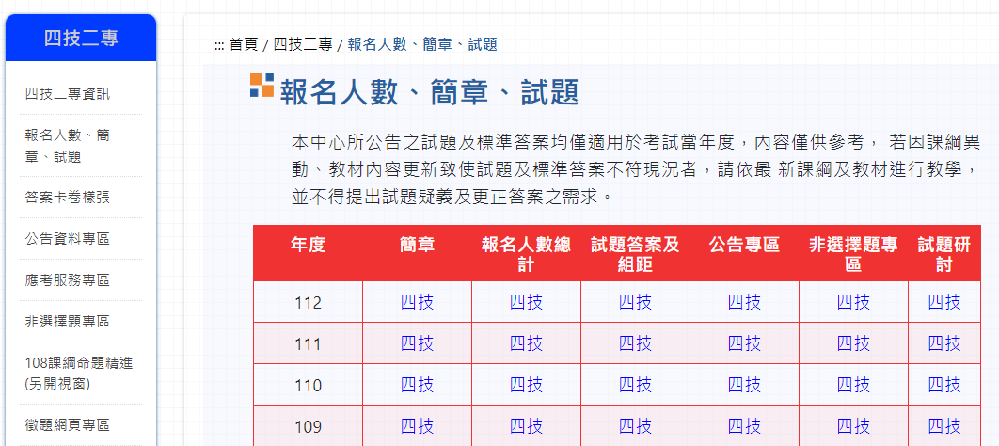 四技二專
四技二專資訊
報名人數、簡
章、試題
答案卡卷樣張
公告資料專區
應考服務專區
非選擇題專區
108課綱命題精進
(另開視窗)
徵題網頁專區
::: 首頁 / 四技二專 / 報名人數、簡章、試題
報名人數、簡章、試題
本中心所公告之試題及標準答案均僅適用於考試當年度，內容僅供參考， 若因課綱異
動、教材內容更新致使試題及標準答案不符現況者，請依最 新課綱及教材進行教學，
並不得提出試題疑義及更正答案之需求。
年度 簡章 報名人數總 試題答案及 公告專區 非選擇題專 試題研
計 組距 區 討
112 四技 四技 四技 四技 四技 四技
111 四技 四技 四技 四技 四技 四技
110 四技 四技 四技 四技 四技 四技
109 四技 四技 四技 四技 四技 四技